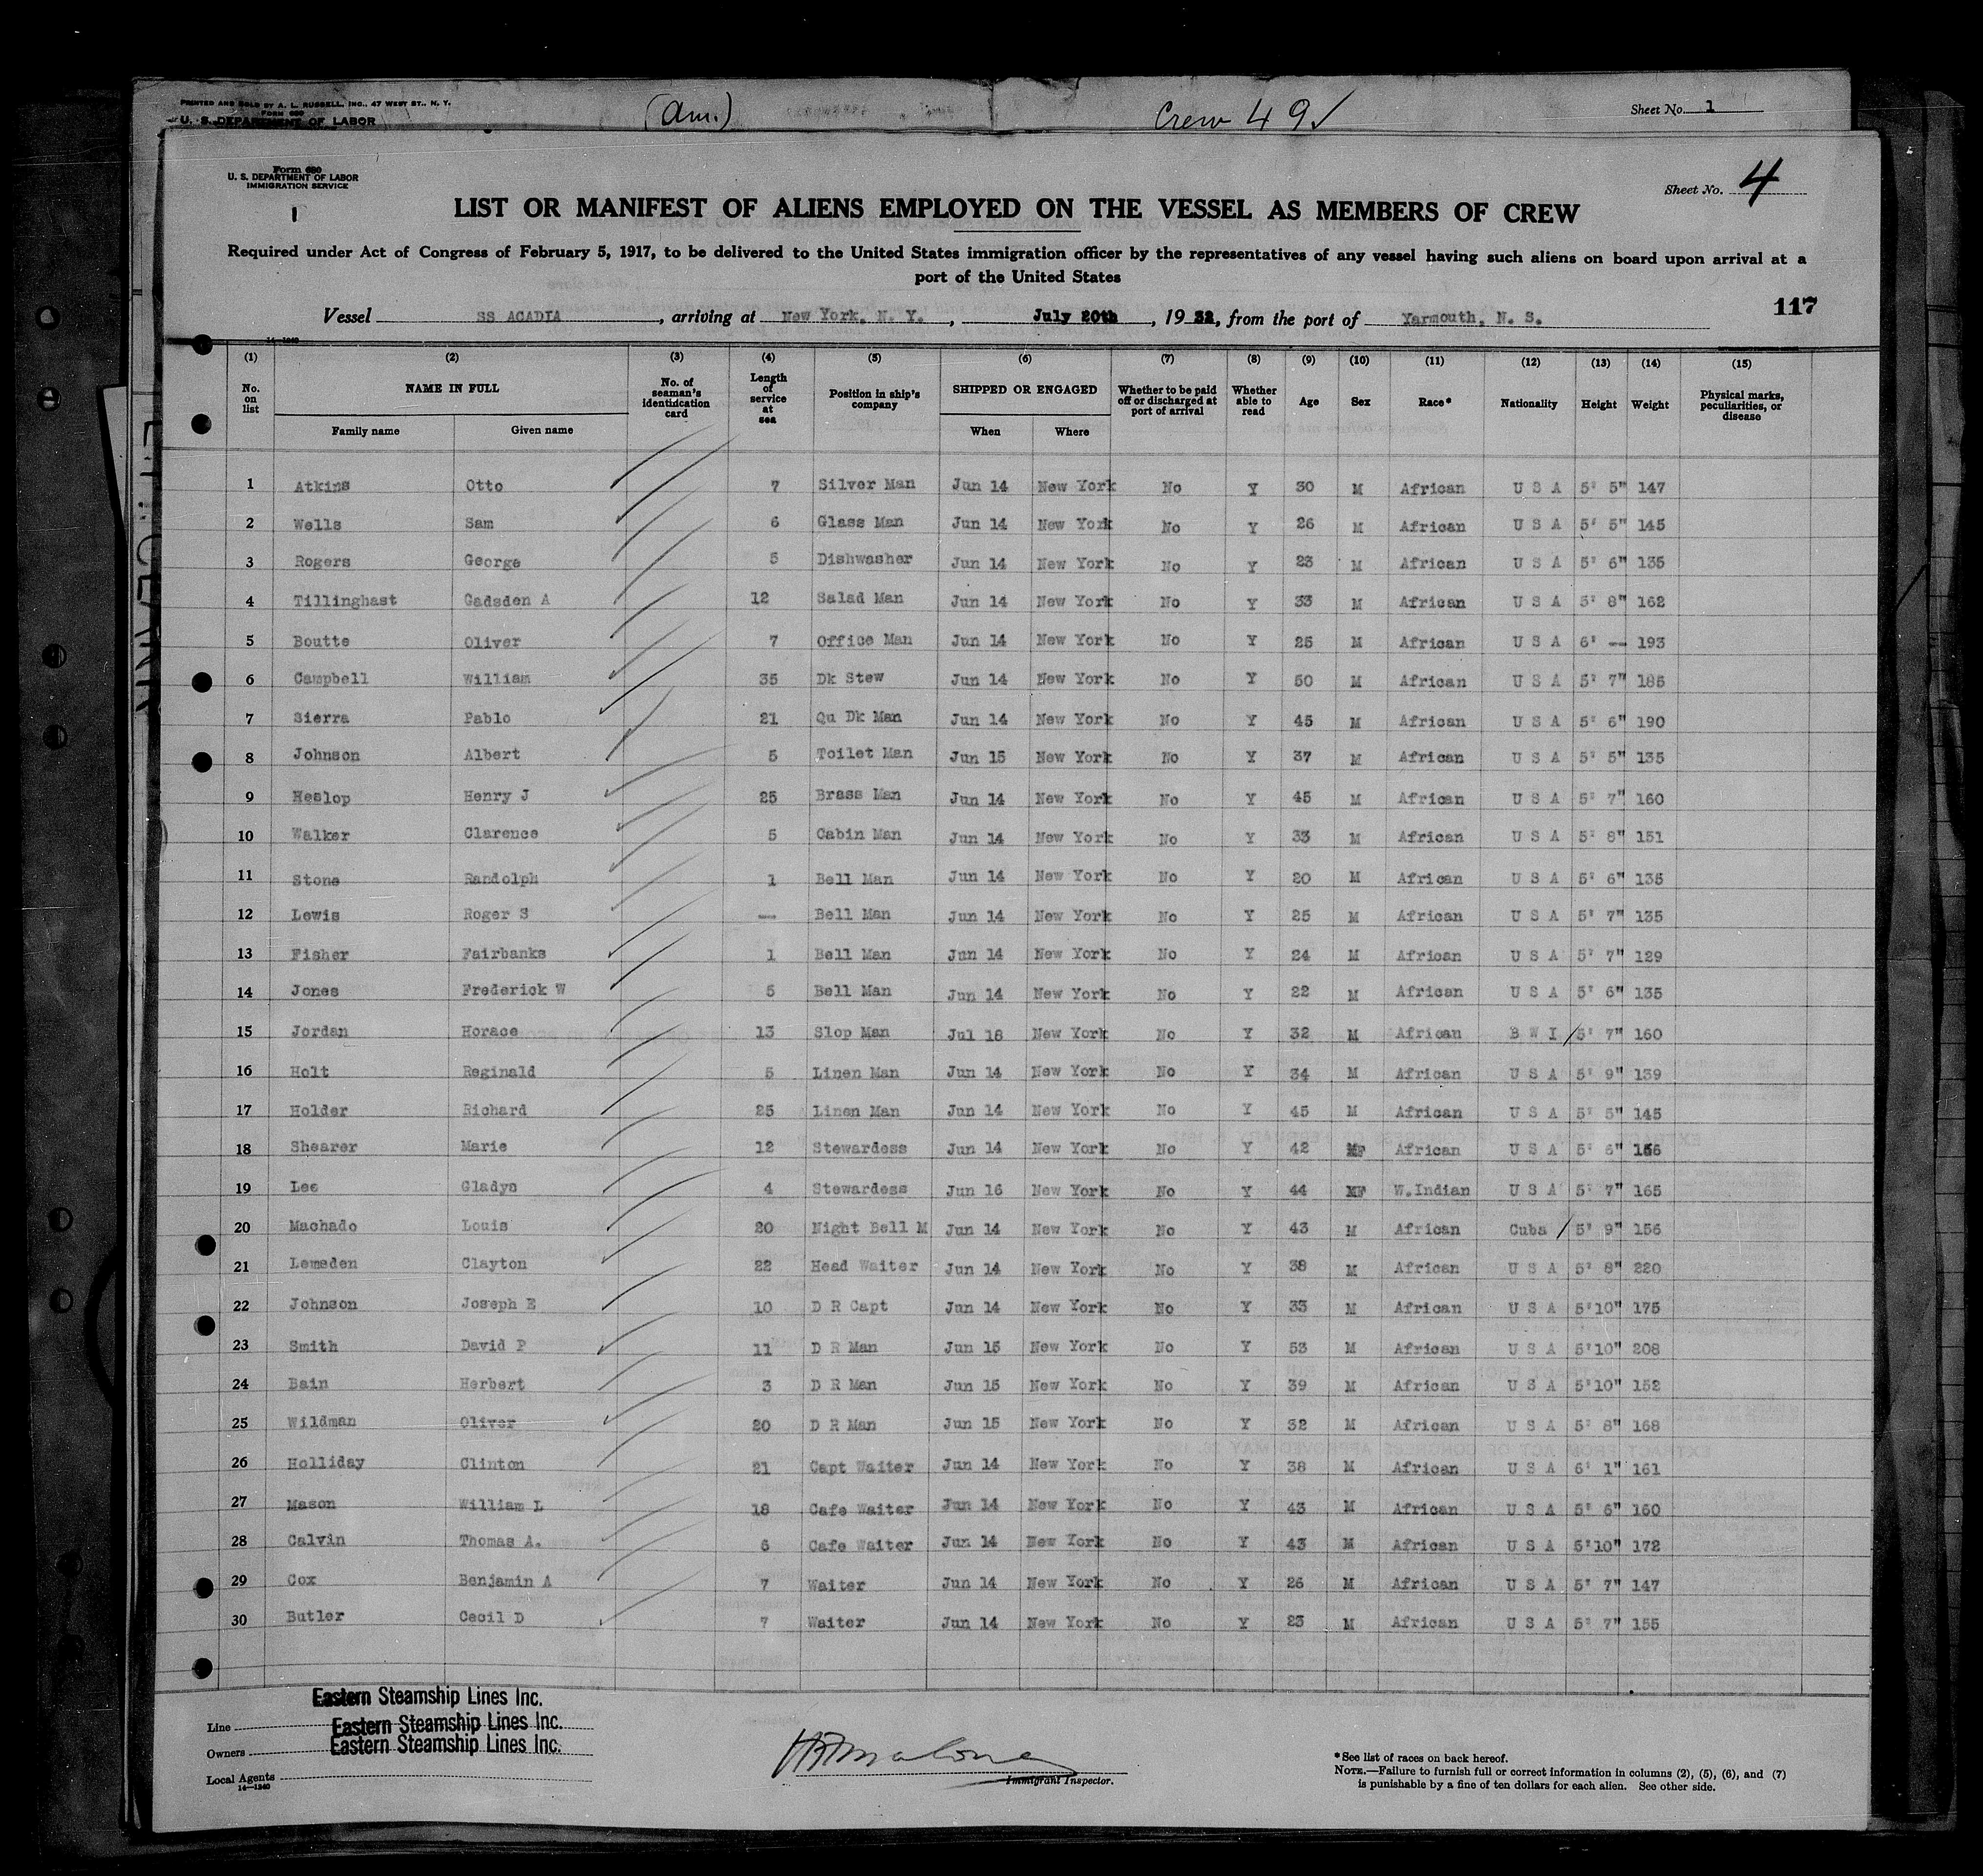 PRINTED AND SOLD BY A. L. RUSSELL, INC., 47 WEST ST., N. Y.
FORM 680
U. S. DEPARTMENT OF LABOR
(Am.)
Crew 49✓
Sheet No. 1
Form 680
U. S. DEPARTMENT OF LABOR
IMMIGRATION SERVICE
1
Sheet No. 4
LIST OR MANIFEST OF ALIENS EMPLOYED ON THE VESSEL AS MEMBERS OF CREW
Required under Act of Congress of February 5, 1917, to be delivered to the United States immigration officer by the representatives of any vessel having such aliens on board upon arrival at a
port of the United States
117
Vessel SS ACADIA, arriving at New York, N. Y., July 20th, 1932, from the port of Yarmouth, N. S.
14—1240
(1) (2) (3) (4) (5) (6) (7) (8) (9) (10) (11) (12) (13) (14) (15)
No. on list NAME IN FULL Family name Given name No. of seaman's identification card Length of service at sea Position in ship's company SHIPPED OR ENGAGED When Where Whether to be paid off or discharged at port of arrival Whether able to read Age Sex Race* Nationality Height Weight Physical marks, peculiarities, or disease
1 Atkins Otto 7 Silver Man Jun 14 New York No Y 30 M African U S A 5' 5" 147
2 Wells Sam 6 Glass Man Jun 14 New York No Y 26 M African U S A 5' 5" 145
3 Rogers George 5 Dishwasher Jun 14 New York No Y 23 M African U S A 5' 6" 135
4 Tillinghast Gadsden A 12 Salad Man Jun 14 New York No Y 33 M African U S A 5' 8" 162
5 Boutte Oliver 7 Office Man Jun 14 New York No Y 25 M African U S A 6' -- 193
6 Campbell William 35 Dk Stew Jun 14 New York No Y 50 M African U S A 5' 7" 185
7 Sierra Pablo 21 Qu Dk Man Jun 14 New York No Y 45 M African U S A 5' 6" 190
8 Johnson Albert 5 Toilet Man Jun 15 New York No Y 37 M African U S A 5' 5" 135
9 Heslop Henry J 25 Brass Man Jun 14 New York No Y 45 M African U S A 5' 7" 160
10 Walker Clarence 5 Cabin Man Jun 14 New York No Y 33 M African U S A 5' 8" 151
11 Stone Randolph 1 Bell Man Jun 14 New York No Y 20 M African U S A 5' 6" 135
12 Lewis Roger S -- Bell Man Jun 14 New York No Y 25 M African U S A 5' 7" 135
13 Fisher Fairbanks 1 Bell Man Jun 14 New York No Y 24 M African U S A 5' 7" 129
14 Jones Frederick W 5 Bell Man Jun 14 New York No Y 22 M African U S A 5' 6" 135
15 Jordan Horace 13 Slop Man Jul 18 New York No Y 32 M African B W I / 5' 7" 160
16 Holt Reginald 5 Linen Man Jun 14 New York No Y 34 M African U S A 5' 9" 139
17 Holder Richard 25 Linen Man Jun 14 New York No Y 45 M African U S A 5' 5" 145
18 Shearer Marie 12 Stewardess Jun 14 New York No Y 42 F African U S A 5' 6" 156
19 Lee Gladys 4 Stewardess Jun 16 New York No Y 44 F W.Indian U S A 5' 7" 165
20 Machado Louis 20 Night Bell M Jun 14 New York No Y 43 M African Cuba / 5' 9" 156
21 Lemsden Clayton 22 Head Waiter Jun 14 New York No Y 38 M African U S A 5' 8" 220
22 Johnson Joseph E 10 D R Capt Jun 14 New York No Y 33 M African U S A 5'10" 175
23 Smith David P 11 D R Man Jun 15 New York No Y 53 M African U S A 5'10" 208
24 Bain Herbert 3 D R Man Jun 15 New York No Y 39 M African U S A 5'10" 152
25 Wildman Oliver 20 D R Man Jun 15 New York No Y 32 M African U S A 5' 8" 168
26 Holliday Clinton 21 Capt Waiter Jun 14 New York No Y 38 M African U S A 6' 1" 161
27 Mason William L 18 Cafe Waiter Jun 14 New York No Y 43 M African U S A 5' 6" 160
28 Calvin Thomas A. 6 Cafe Waiter Jun 14 New York No Y 43 M African U S A 5'10" 172
29 Cox Benjamin A 7 Waiter Jun 14 New York No Y 26 M African U S A 5' 7" 147
30 Butler Cecil D 7 Waiter Jun 14 New York No Y 23 M African U S A 5' 7" 155
Eastern Steamship Lines Inc.
Line Eastern Steamship Lines Inc.
Owners Eastern Steamship Lines Inc.
Local Agents
14—1240
Malone
Immigrant Inspector.
*See list of races on back hereof.
NOTE.—Failure to furnish full or correct information in columns (2), (5), (6), and (7)
is punishable by a fine of ten dollars for each alien. See other side.